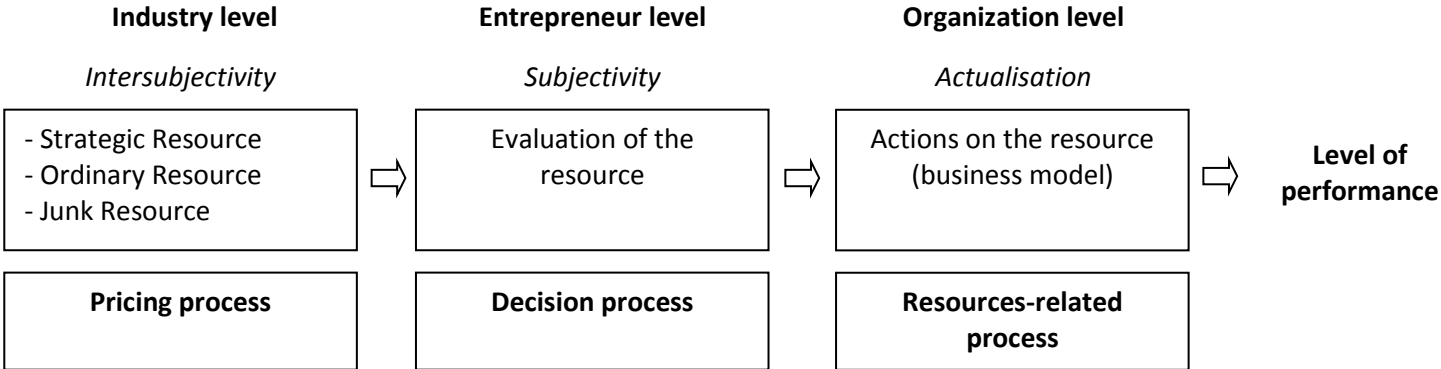 Industry level
Entrepreneur level
Organization level
Intersubjectivity
Subjectivity
Actualisation
- Strategic Resource
- Ordinary Resource
- Junk Resource
Evaluation of the
resource
Actions on the resource
(business model)
Level of
performance
Pricing process
Decision process
Resources-related
process